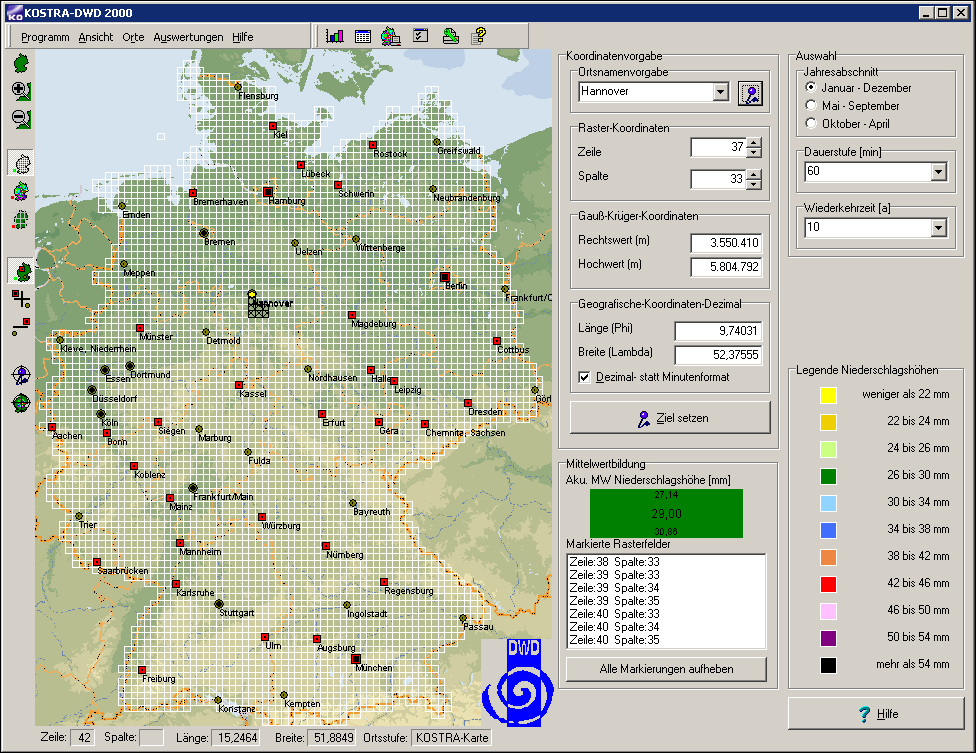 KOSTRA-DWD 2000
Programm Ansicht Orte Auswertungen Hilfe
Flensburg
Kiel
Rostock
Greifswald
Lübeck
Schwerin
Neubrandenburg
Bremerhaven
Hamburg
Emden
Bremen
Uelzen
Wittenberge
Meppen
Berlin
Frankfurt/O
Hannover
Magdeburg
Münster
Detmold
Cottbus
Kleve, Niederrhein
Essen
Dortmund
Nordhausen
Halle
Leipzig
Düsseldorf
Kassel
Görl
Köln
Dresden
Aachen
Bonn
Siegen
Marburg
Erfurt
Gera
Chemnitz, Sachsen
Fulda
Koblenz
Frankfurt/Main
Mainz
Bayreuth
Trier
Würzburg
Mannheim
Nürnberg
Saarbrücken
Karlsruhe
Regensburg
Stuttgart
Ingolstadt
Passau
Ulm
Augsburg
München
Freiburg
Konstanz
Kempten
DWD
Zeile: 42 Spalte: Länge: 15,2464 Breite: 51,8849 Ortsstufe: KOSTRA-Karte
Koordinatenvorgabe
Ortsnamenvorgabe
Hannover
Raster-Koordinaten
Zeile 37
Spalte 33
Gauß-Krüger-Koordinaten
Rechtswert (m) 3.550.410
Hochwert (m) 5.804.792
Geografische-Koordinaten-Dezimal
Länge (Phi) 9,74031
Breite (Lambda) 52,37555
Dezimal- statt Minutenformat
Ziel setzen
Mittelwertbildung
Aku. MW Niederschlagshöhe [mm]
27,14
29,00
30,86
Markierte Rasterfelder
Zeile:38 Spalte:33
Zeile:39 Spalte:33
Zeile:39 Spalte:34
Zeile:39 Spalte:35
Zeile:40 Spalte:33
Zeile:40 Spalte:34
Zeile:40 Spalte:35
Alle Markierungen aufheben
Auswahl
Jahresabschnitt
Januar - Dezember
Mai - September
Oktober - April
Dauerstufe [min]
60
Wiederkehrzeit [a]
10
Legende Niederschlagshöhen
weniger als 22 mm
22 bis 24 mm
24 bis 26 mm
26 bis 30 mm
30 bis 34 mm
34 bis 38 mm
38 bis 42 mm
42 bis 46 mm
46 bis 50 mm
50 bis 54 mm
mehr als 54 mm
Hilfe